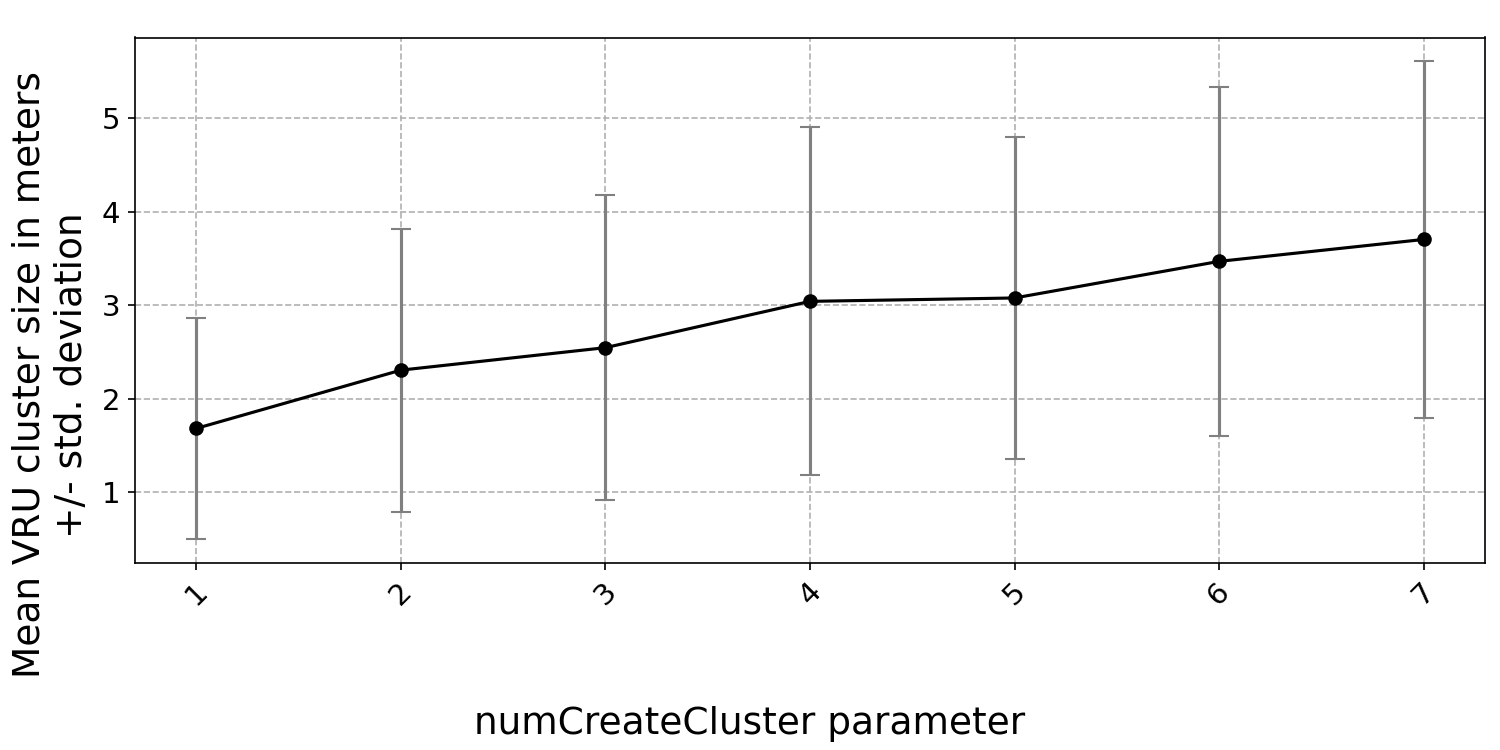 Mean VRU cluster size in meters
+/- std. deviation
5
4
3
2
1
1 2 3 4 5 6 7
numCreateCluster parameter